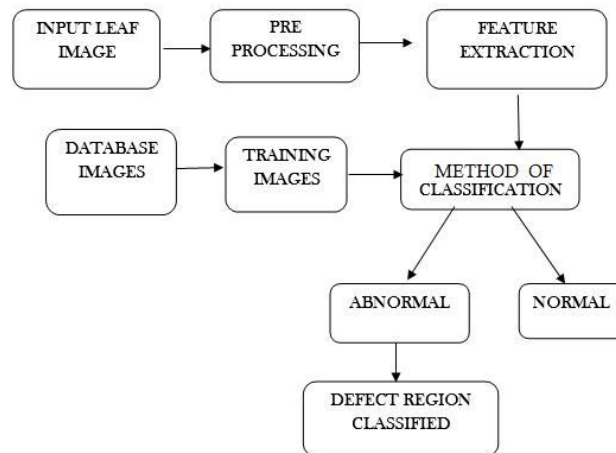 INPUT LEAF
IMAGE
PRE
PROCESSING
FEATURE
EXTRACTION
DATABASE
IMAGES
TRAINING
IMAGES
METHOD OF
CLASSIFICATION
ABNORMAL
NORMAL
DEFECT REGION
CLASSIFIED